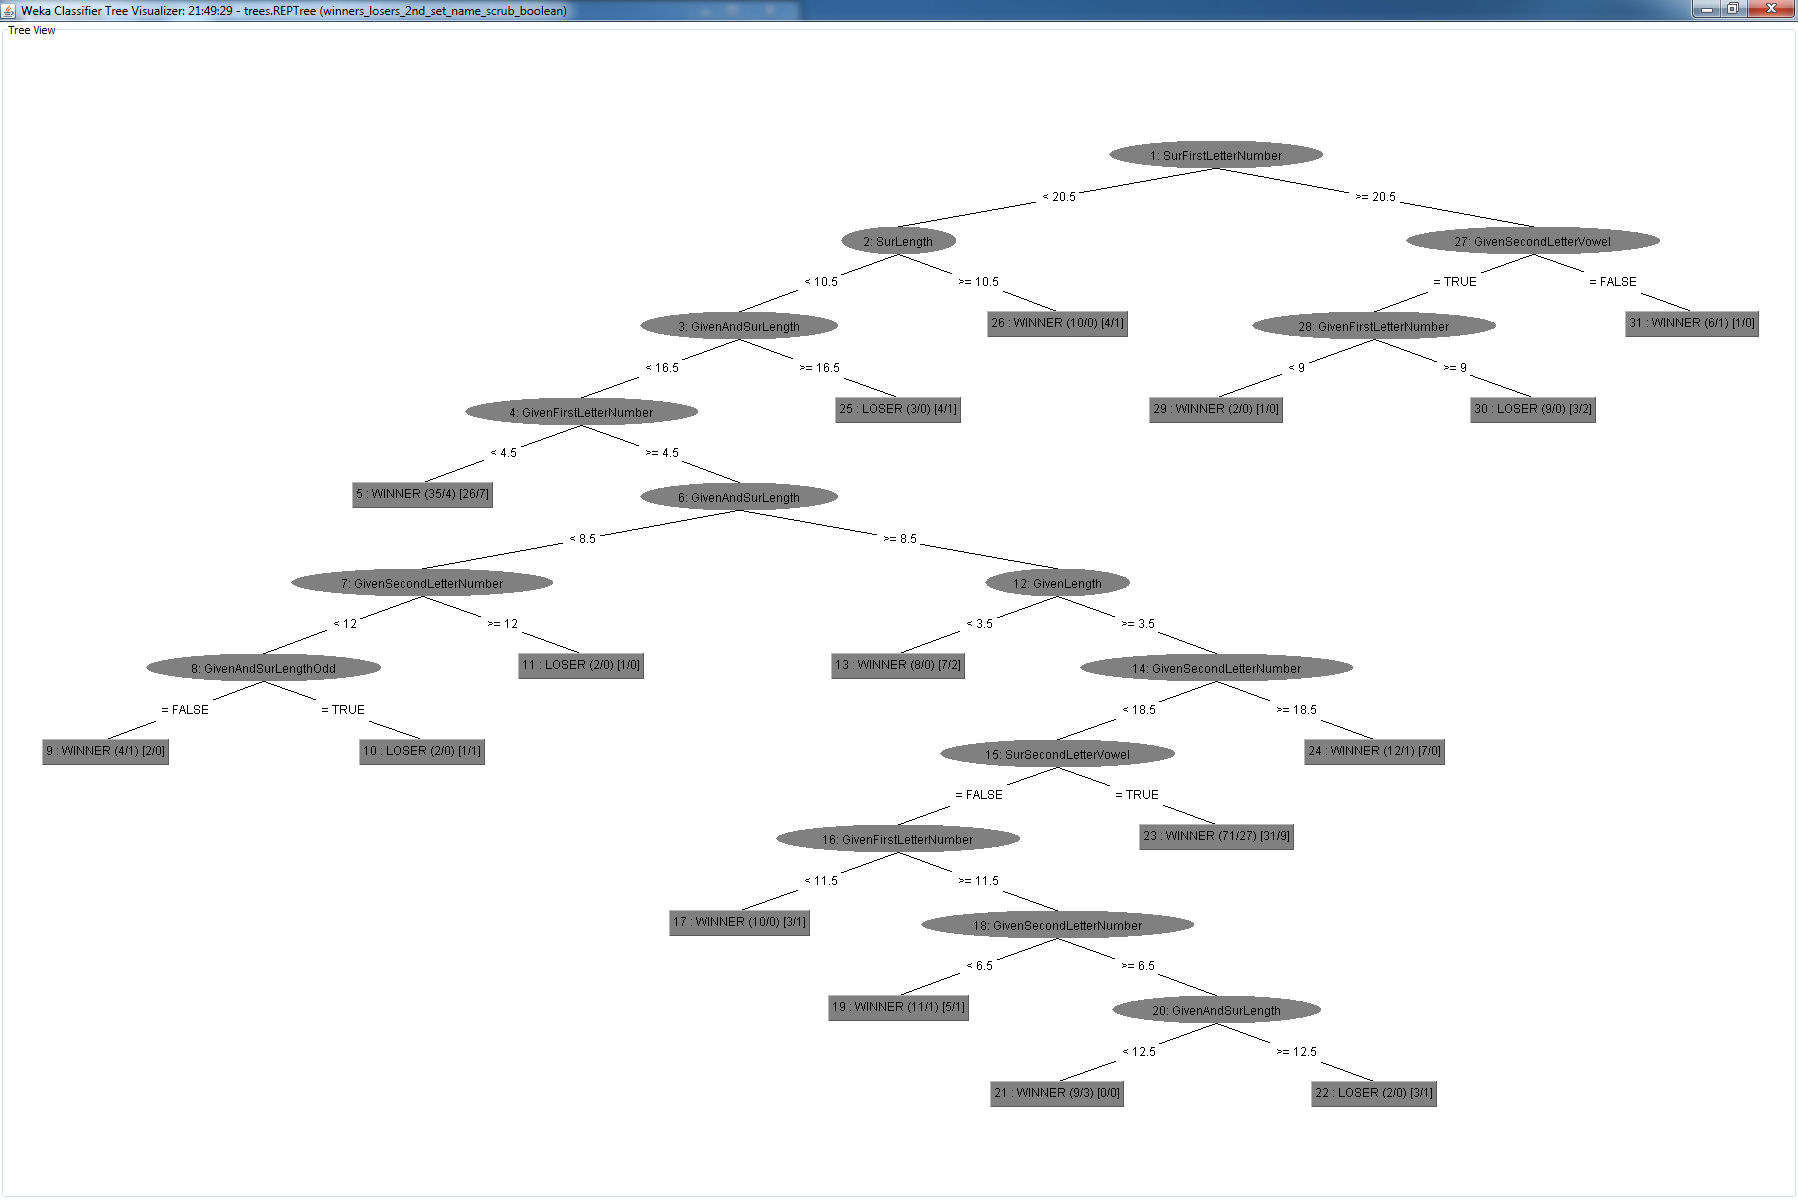 Weka Classifier Tree Visualizer: 21:49:29 - trees.REPTree (winners_losers_2nd_set_name_scrub_boolean)
Tree View
1: SurFirstLetterNumber
< 20.5
>= 20.5
2: SurLength
27: GivenSecondLetterVowel
< 10.5
>= 10.5
= TRUE
= FALSE
3: GivenAndSurLength
26 : WINNER (10/0) [4/1]
28: GivenFirstLetterNumber
31 : WINNER (6/1) [1/0]
< 16.5
>= 16.5
< 9
>= 9
4: GivenFirstLetterNumber
25 : LOSER (3/0) [4/1]
29 : WINNER (2/0) [1/0]
30 : LOSER (9/0) [3/2]
< 4.5
>= 4.5
5 : WINNER (35/4) [26/7]
6: GivenAndSurLength
< 8.5
>= 8.5
7: GivenSecondLetterNumber
12: GivenLength
< 12
>= 12
< 3.5
>= 3.5
8: GivenAndSurLengthOdd
11 : LOSER (2/0) [1/0]
13 : WINNER (8/0) [7/2]
14: GivenSecondLetterNumber
= FALSE
= TRUE
< 18.5
>= 18.5
9 : WINNER (4/1) [2/0]
10 : LOSER (2/0) [1/1]
15: SurSecondLetterVowel
24 : WINNER (12/1) [7/0]
= FALSE
= TRUE
16: GivenFirstLetterNumber
23 : WINNER (71/27) [31/9]
< 11.5
>= 11.5
17 : WINNER (10/0) [3/1]
18: GivenSecondLetterNumber
< 6.5
>= 6.5
19 : WINNER (11/1) [5/1]
20: GivenAndSurLength
< 12.5
>= 12.5
21 : WINNER (9/3) [0/0]
22 : LOSER (2/0) [3/1]